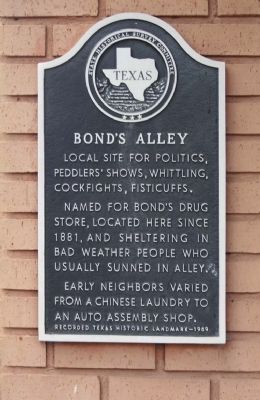 STATE HISTORICAL SURVEY COMMITTEE
TEXAS
BOND'S ALLEY
LOCAL SITE FOR POLITICS,
PEDDLERS' SHOWS, WHITTLING,
COCKFIGHTS, FISTICUFFS.
NAMED FOR BOND'S DRUG
STORE, LOCATED HERE SINCE
1881, AND SHELTERING IN
BAD WEATHER PEOPLE WHO
USUALLY SUNNED IN ALLEY.
EARLY NEIGHBORS VARIED
FROM A CHINESE LAUNDRY TO
AN AUTO ASSEMBLY SHOP.
RECORDED TEXAS HISTORIC LANDMARK—1969